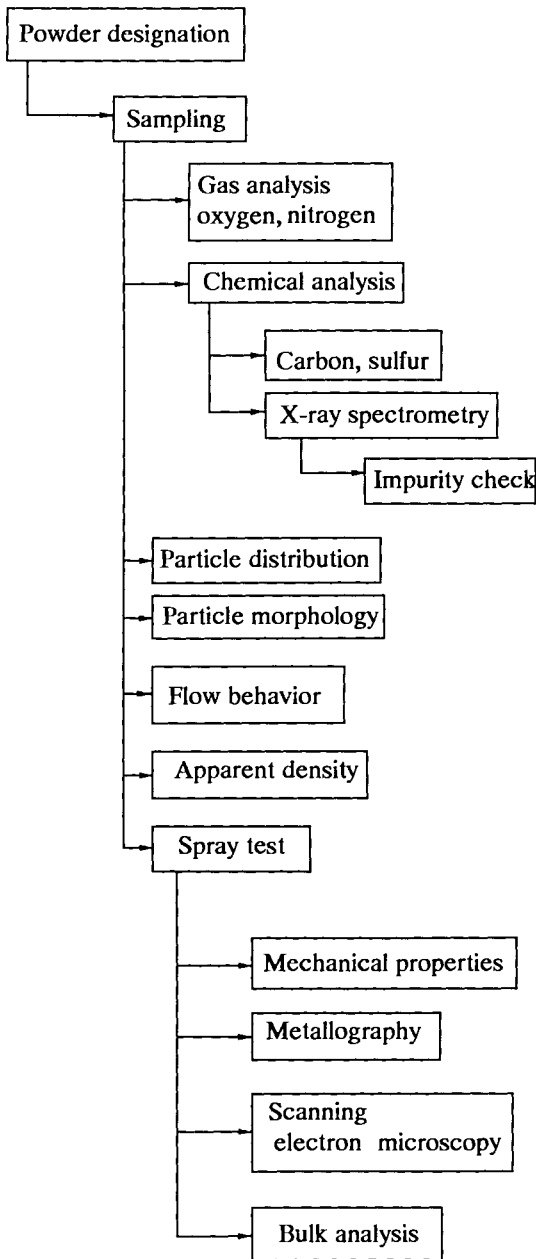 Powder designation
Sampling
Gas analysis
oxygen, nitrogen
Chemical analysis
Carbon, sulfur
X-ray spectrometry
Impurity check
Particle distribution
Particle morphology
Flow behavior
Apparent density
Spray test
Mechanical properties
Metallography
Scanning
electron microscopy
Bulk analysis